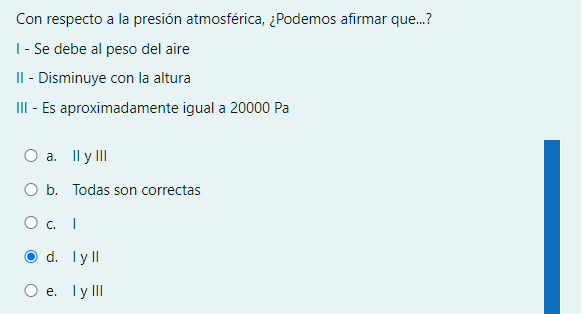 Con respecto a la presión atmosférica, ¿Podemos afirmar que...?
I - Se debe al peso del aire
II - Disminuye con la altura
III - Es aproximadamente igual a 20000 Pa
a. II y III
b. Todas son correctas
c. I
d. I y II
e. I y III